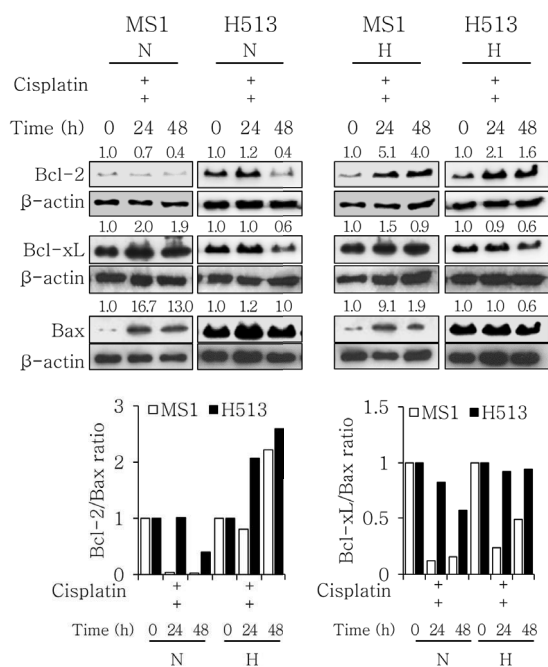 MS1 H513 MS1 H513
N N H H
Cisplatin + + + +
+ + + +
Time (h) 0 24 48 0 24 48 0 24 48 0 24 48
1.0 0.7 0.4 1.0 1.2 0.4 1.0 5.1 4.0 1.0 2.1 1.6
Bcl-2
β-actin
1.0 2.0 1.9 1.0 1.0 0.6 1.0 1.5 0.9 1.0 0.9 0.6
Bcl-xL
β-actin
1.0 16.7 13.0 1.0 1.2 1.0 1.0 9.1 1.9 1.0 1.0 0.6
Bax
β-actin
Bcl-2/Bax ratio
3
2
1
0
MS1 H513
Cisplatin + +
+ +
Time (h) 0 24 48 0 24 48
N H
Bcl-xL/Bax ratio
1.5
1
0.5
0
MS1 H513
Cisplatin + +
+ +
Time (h) 0 24 48 0 24 48
N H